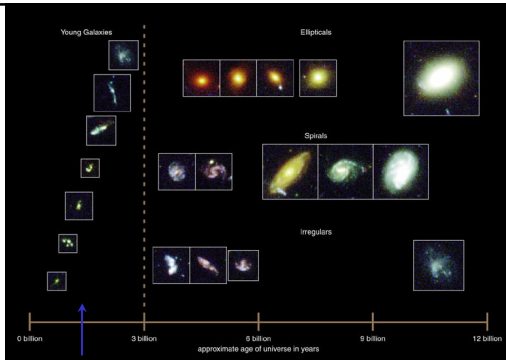 Young Galaxies
Ellipticals
Spirals
Irregulars
0 billion
3 billion
6 billion
9 billion
12 billion
approximate age of universe in years